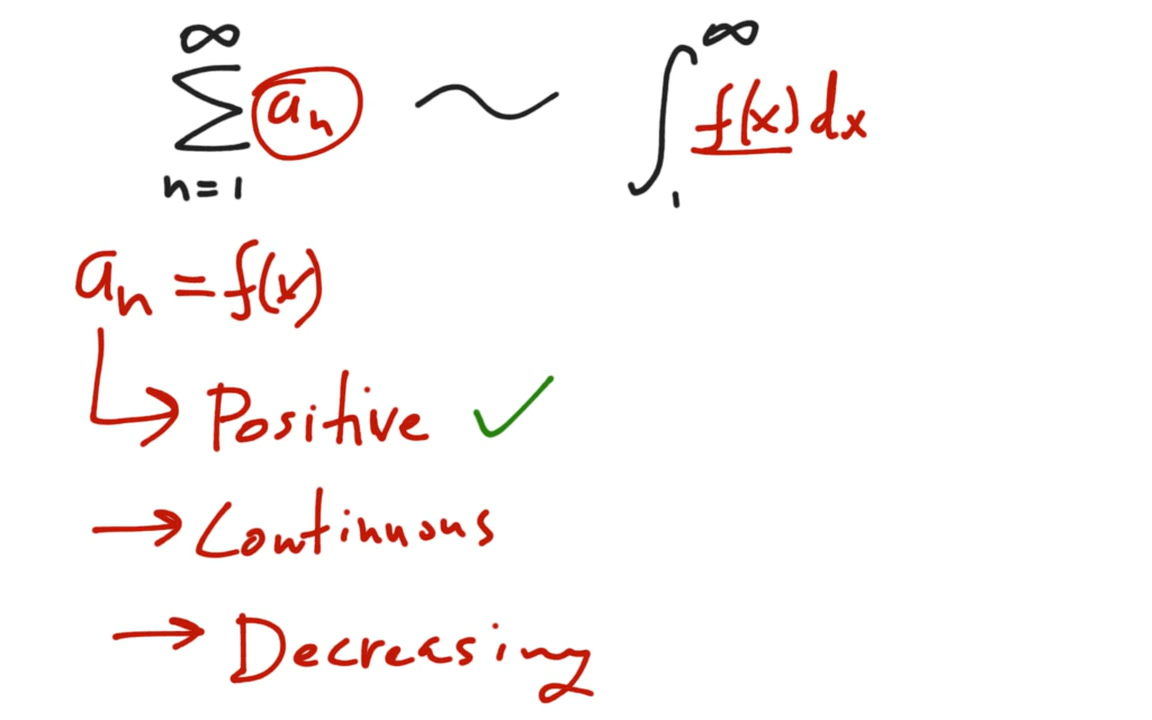 ∞ ∞
∑ aₙ ~ ∫ f(x) dx
n=1 1
aₙ = f(x)
↳ Positive ✓
→ Continuous
→ Decreasing